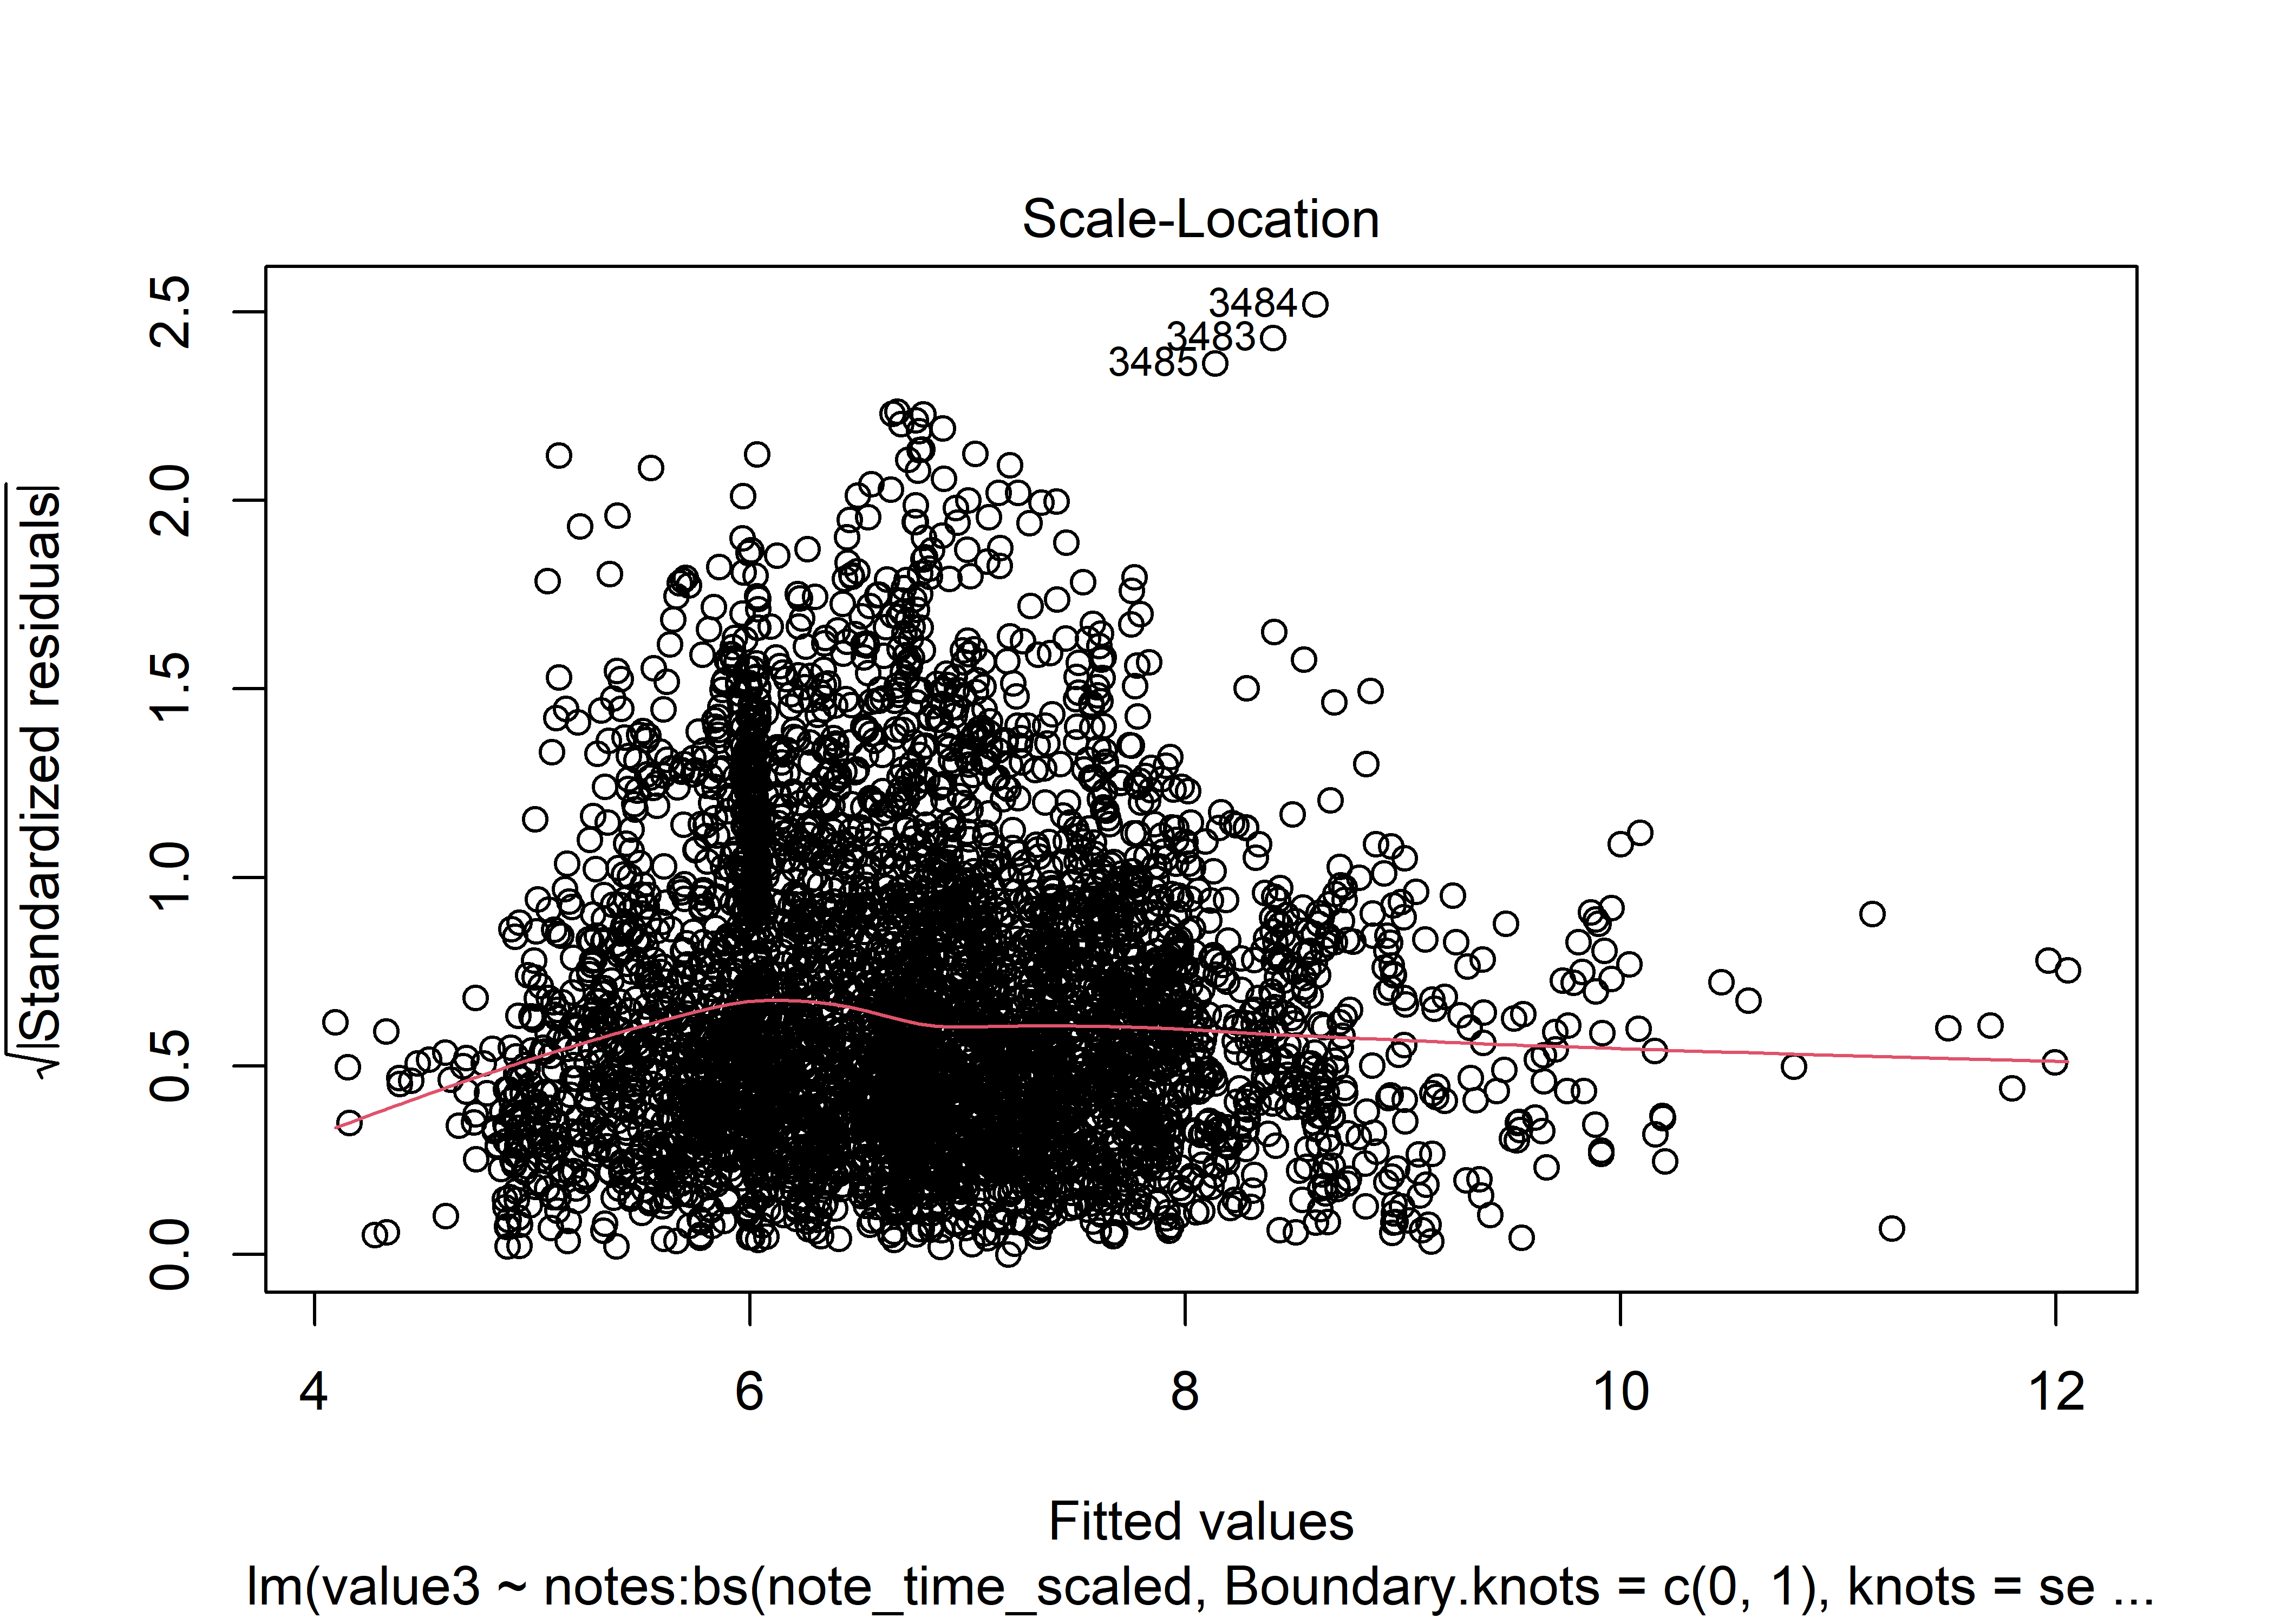 Scale-Location
√|Standardized residuals|
2.5
2.0
1.5
1.0
0.5
0.0
3484
3483
3485
4 6 8 10 12
Fitted values
lm(value3 ~ notes:bs(note_time_scaled, Boundary.knots = c(0, 1), knots = se ...